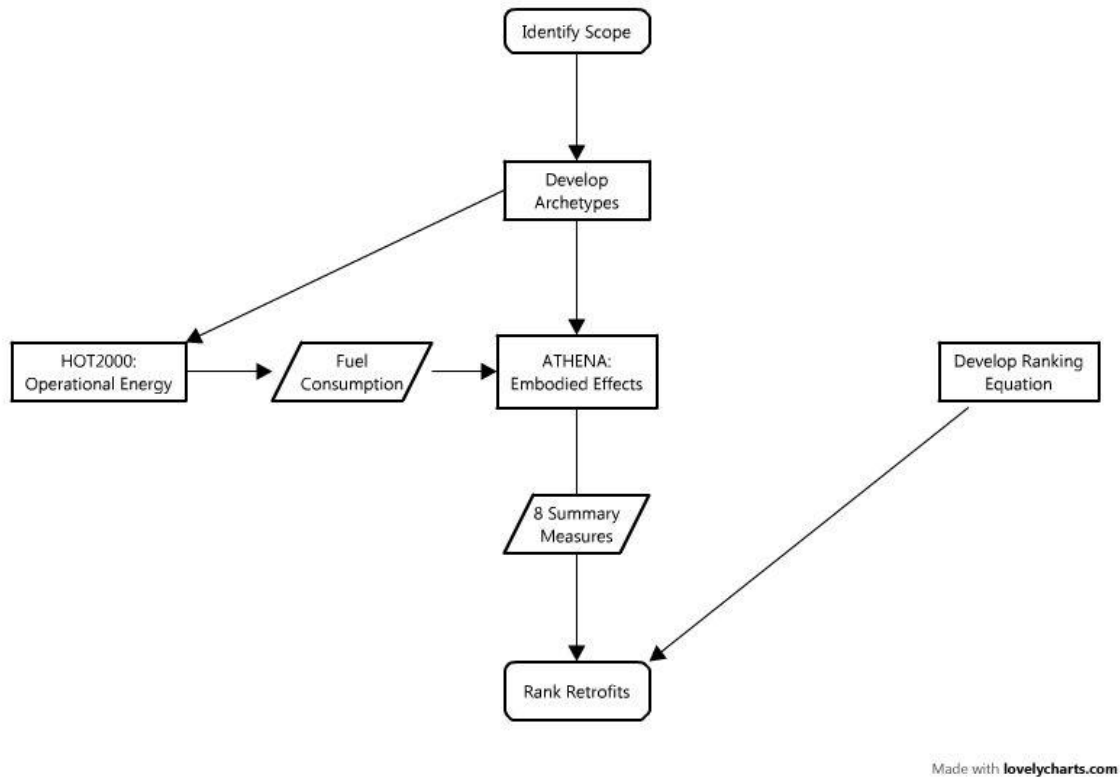 Identify Scope
Develop
Archetypes
HOT2000:
Operational Energy
Fuel
Consumption
ATHENA:
Embodied Effects
Develop Ranking
Equation
8 Summary
Measures
Rank Retrofits
Made with lovelycharts.com